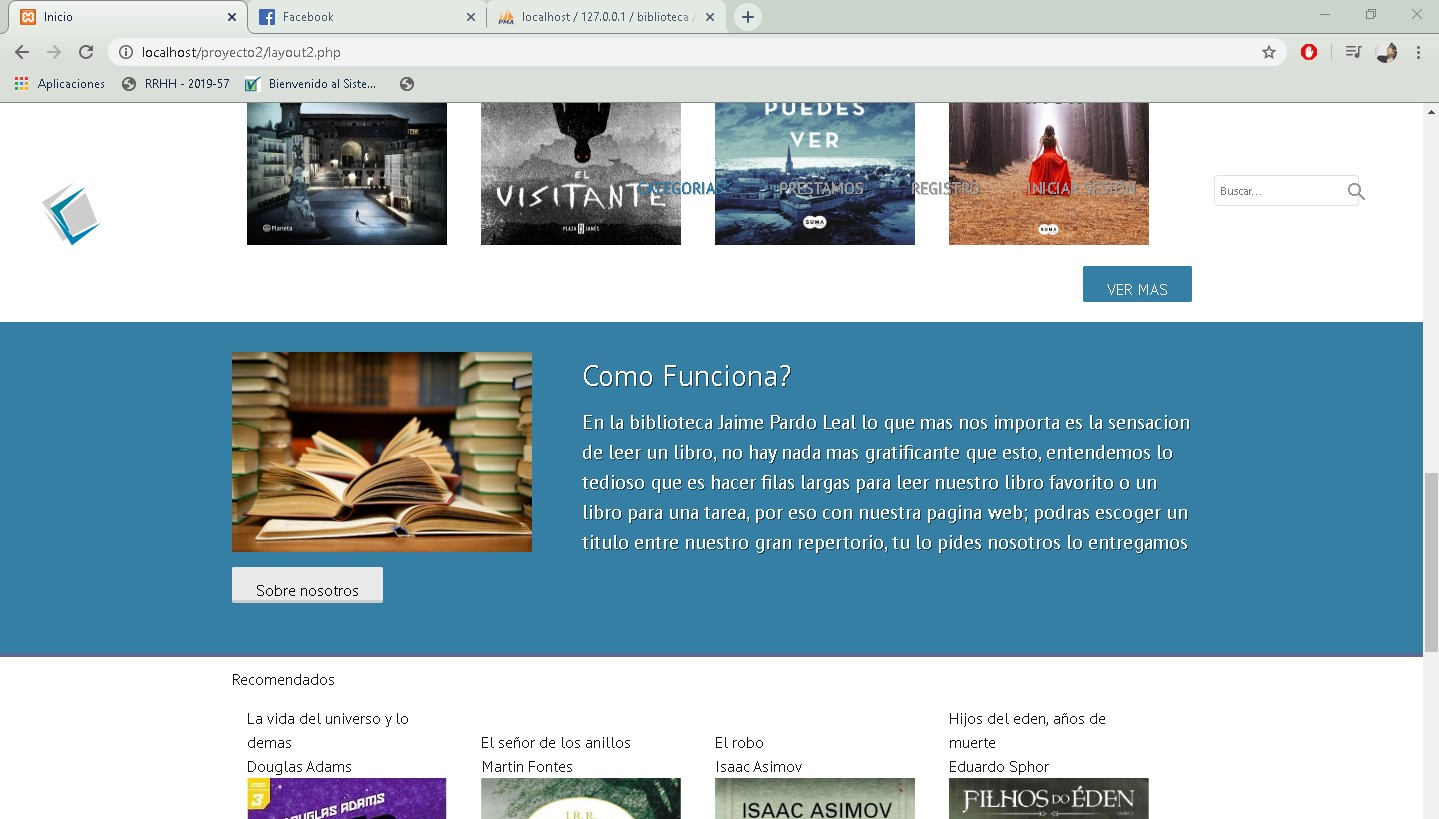 Inicio
Facebook
localhost / 127.0.0.1 / biblioteca /
localhost/proyecto2/layout2.php
Aplicaciones
RRHH - 2019-57
Bienvenido al Siste...
PUEDES
VER
EL
VISITANTE
CATEGORIAS
PRESTAMOS
REGISTRO
INICIAR SESION
Buscar...
Planeta
PLAZA JANÉS
SUMA
SUMA
VER MAS
Como Funciona?
En la biblioteca Jaime Pardo Leal lo que mas nos importa es la sensacion
de leer un libro, no hay nada mas gratificante que esto, entendemos lo
tedioso que es hacer filas largas para leer nuestro libro favorito o un
libro para una tarea, por eso con nuestra pagina web; podras escoger un
titulo entre nuestro gran repertorio, tu lo pides nosotros lo entregamos
Sobre nosotros
Recomendados
La vida del universo y lo
demas
Douglas Adams
El señor de los anillos
Martin Fontes
El robo
Isaac Asimov
Hijos del eden, años de
muerte
Eduardo Sphor
3
DOUGLAS ADAMS
J.R.R.
ISAAC ASIMOV
FILHOS DO ÉDEN